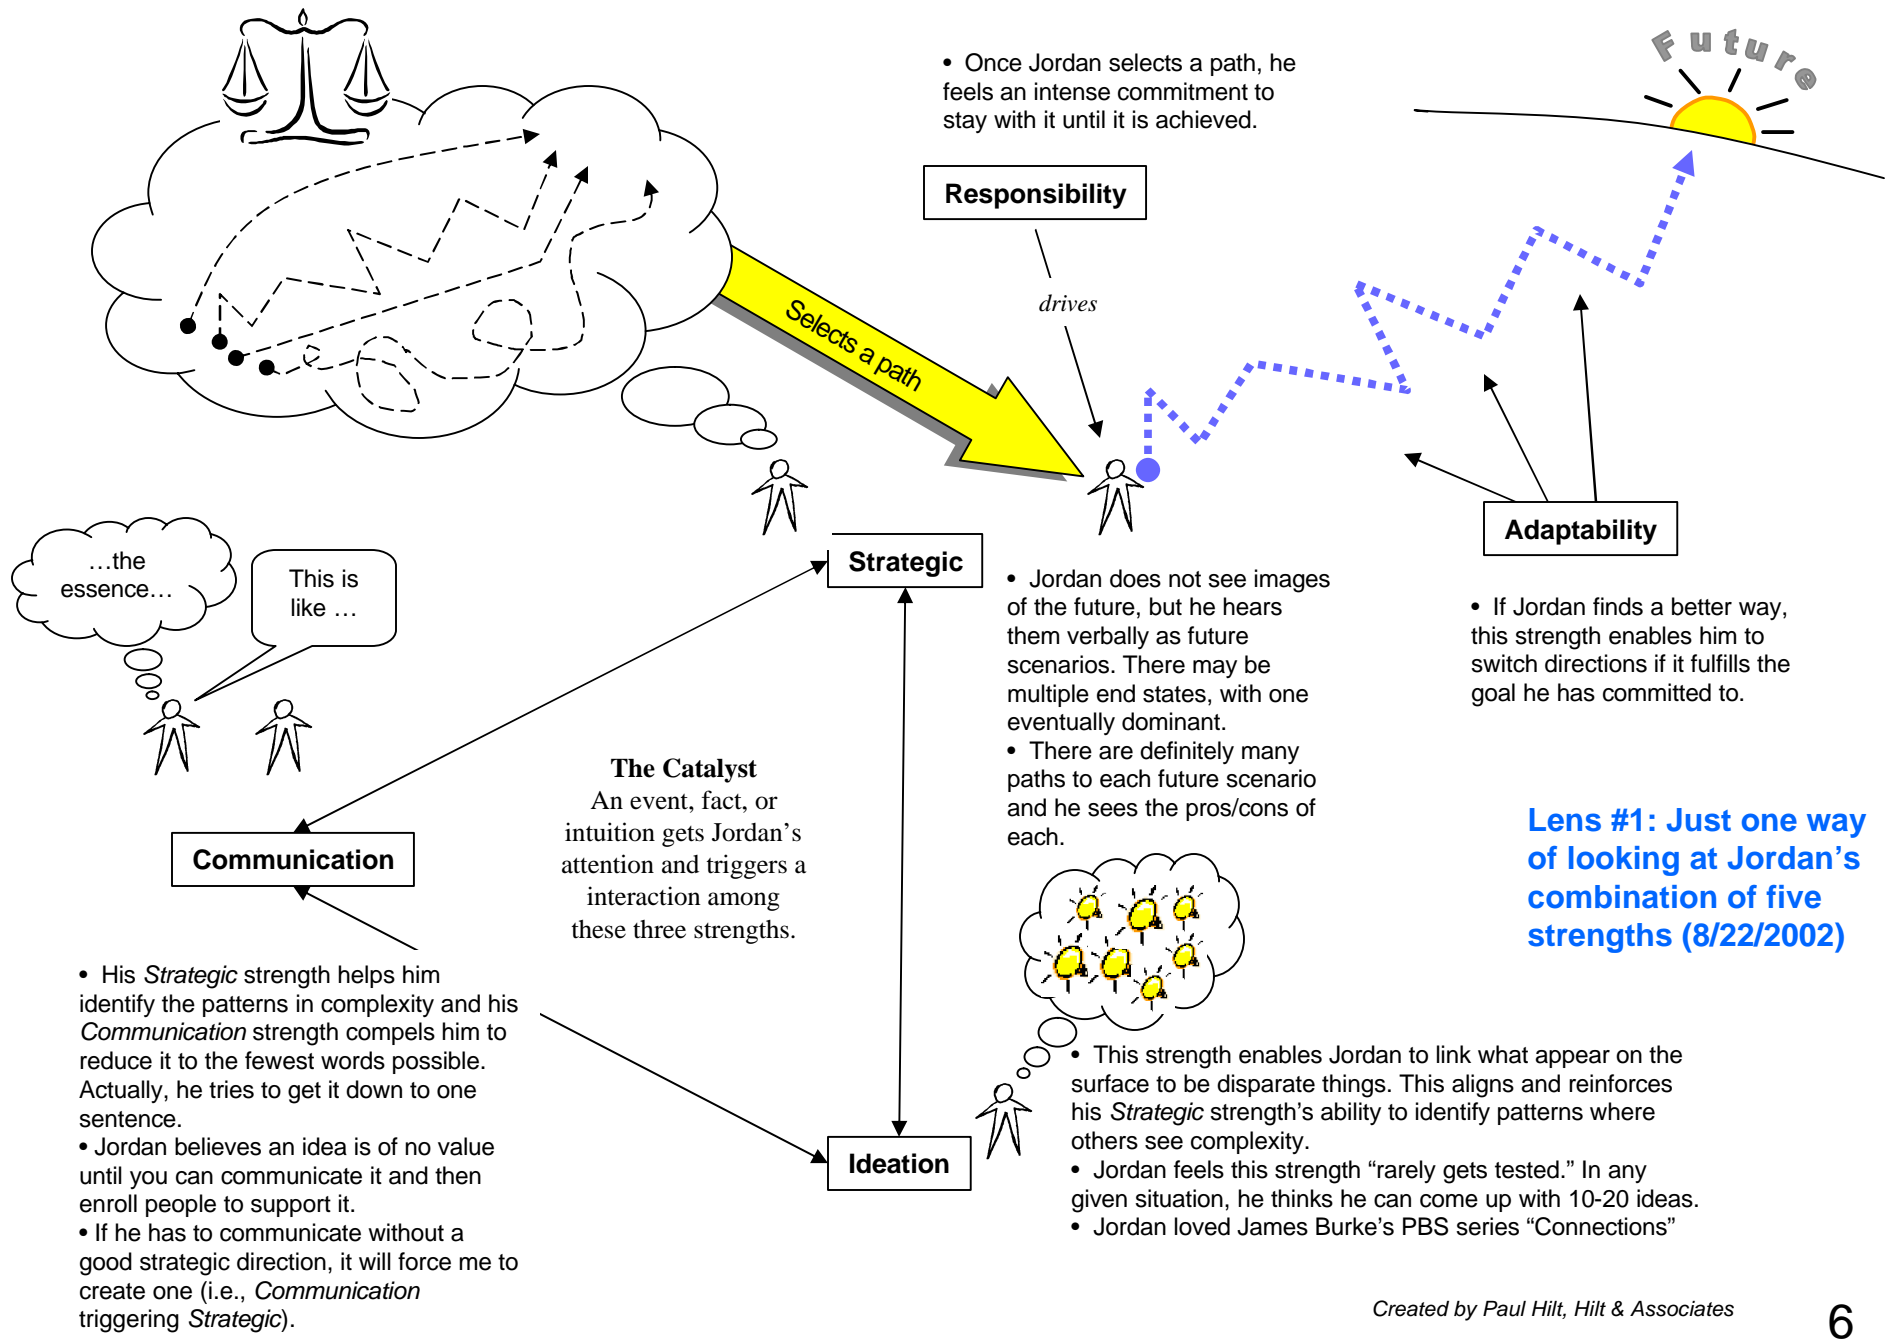 • Once Jordan selects a path, he
feels an intense commitment to
stay with it until it is achieved.
Future
Responsibility
drives
Selects a path
Adaptability
• If Jordan finds a better way,
this strength enables him to
switch directions if it fulfills the
goal he has committed to.
…the
essence…
This is
like …
Strategic
• Jordan does not see images
of the future, but he hears
them verbally as future
scenarios. There may be
multiple end states, with one
eventually dominant.
• There are definitely many
paths to each future scenario
and he sees the pros/cons of
each.
The Catalyst
An event, fact, or
intuition gets Jordan’s
attention and triggers a
interaction among
these three strengths.
Communication
Lens #1: Just one way
of looking at Jordan’s
combination of five
strengths (8/22/2002)
• His Strategic strength helps him
identify the patterns in complexity and his
Communication strength compels him to
reduce it to the fewest words possible.
Actually, he tries to get it down to one
sentence.
• Jordan believes an idea is of no value
until you can communicate it and then
enroll people to support it.
• If he has to communicate without a
good strategic direction, it will force me to
create one (i.e., Communication
triggering Strategic).
Ideation
• This strength enables Jordan to link what appear on the
surface to be disparate things. This aligns and reinforces
his Strategic strength’s ability to identify patterns where
others see complexity.
• Jordan feels this strength “rarely gets tested.” In any
given situation, he thinks he can come up with 10-20 ideas.
• Jordan loved James Burke’s PBS series “Connections”
Created by Paul Hilt, Hilt & Associates
6